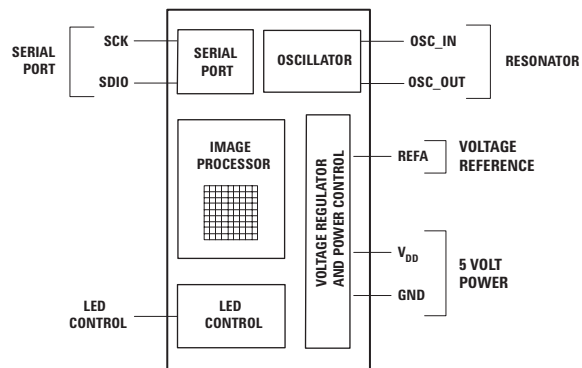 SERIAL
PORT
SCK
SDIO
SERIAL
PORT
OSCILLATOR
OSC_IN
OSC_OUT
RESONATOR
IMAGE
PROCESSOR
VOLTAGE REGULATOR
AND POWER CONTROL
REFA
VOLTAGE
REFERENCE
VDD
GND
5 VOLT
POWER
LED
CONTROL
LED
CONTROL